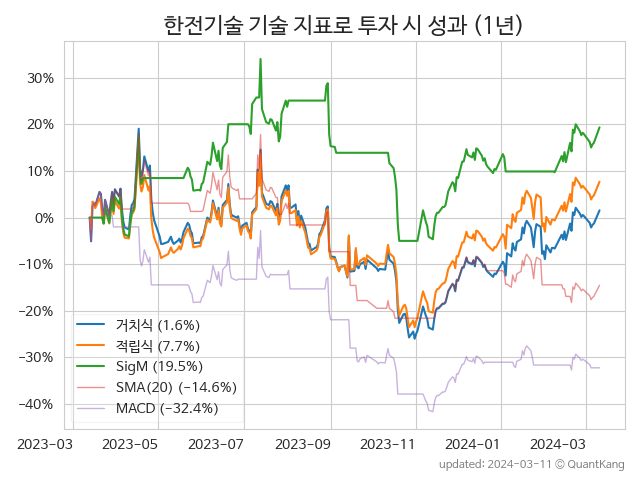 한전기술 기술 지표로 투자 시 성과 (1년)
30%
20%
10%
0%
−10%
−20%
−30%
−40%
거치식 (1.6%)
적립식 (7.7%)
SigM (19.5%)
SMA(20) (−14.6%)
MACD (−32.4%)
2023-03 2023-05 2023-07 2023-09 2023-11 2024-01 2024-03
updated: 2024-03-11 © QuantKang